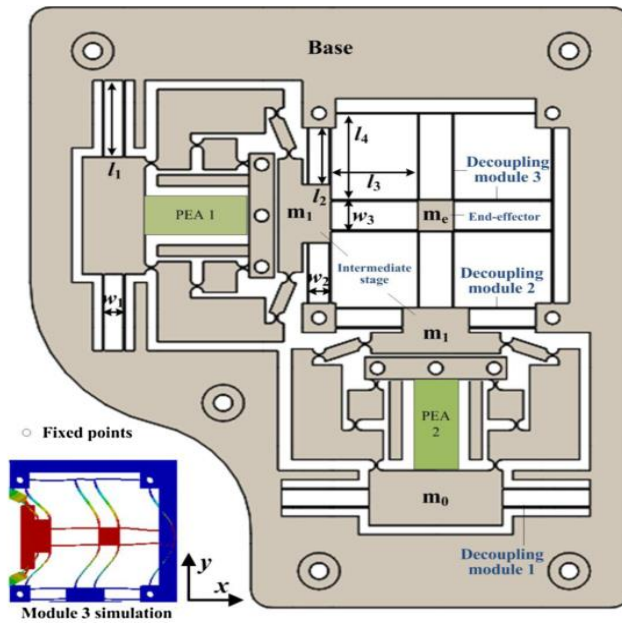 Base
l₁
l₄
l₃
l₂
Decoupling
module 3
PEA 1
m₁
w₃
mₑ
End-effector
w₁
w₂
Intermediate
stage
Decoupling
module 2
m₁
PEA
2
Fixed points
m₀
Decoupling
module 1
y
x
Module 3 simulation